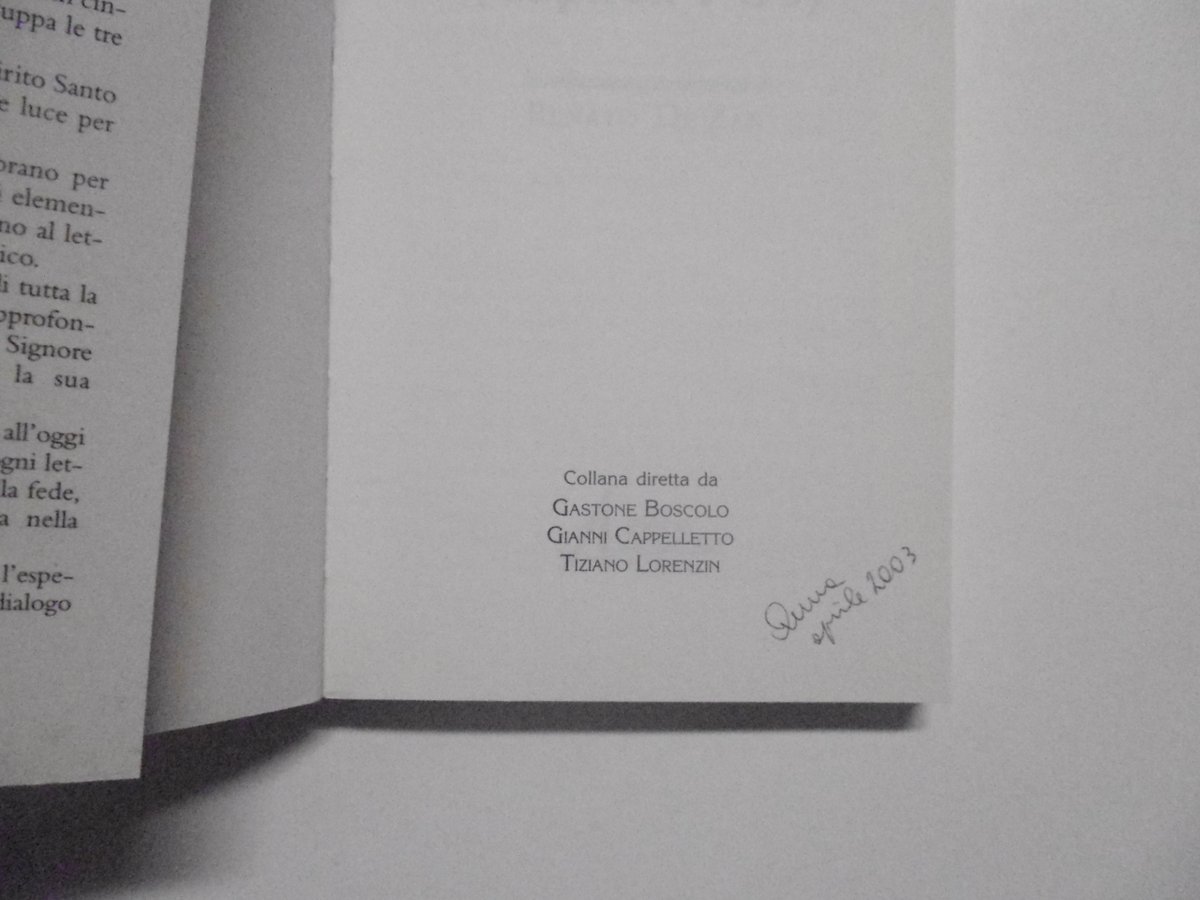 cin-
uppa le tre
irito Santo
e luce per
orano per
elemen-
no al let-
ico.
di tutta la
pprofon-
Signore
la sua
all'oggi
gni let-
la fede,
a nella
l'espe-
dialogo
Collana diretta da
GASTONE BOSCOLO
GIANNI CAPPELLETTO
TIZIANO LORENZIN
aprile 2003